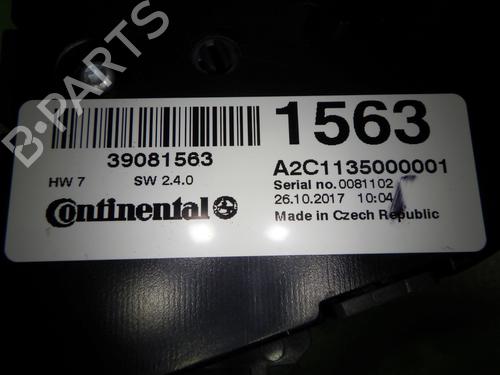 B-PARTS
1563
39081563
A2C1135000001
HW 7 SW 2.4.0
Serial no. 0081102
26.10.2017 10:04
Continental
Made in Czech Republic